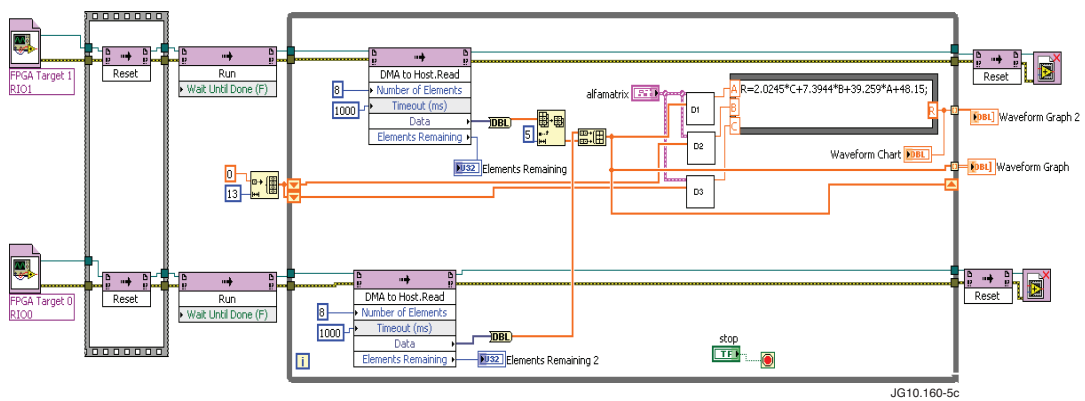 FPGA Target 1
RIO1
Reset
Run
Wait Until Done (F)
DMA to Host.Read
Number of Elements
Timeout (ms)
Data
Elements Remaining
8
1000
DBL
U32
Elements Remaining
5
alfamatrix
D1
D2
D3
A
B
C
R=2.0245*C+7.3944*B+39.259*A+48.15;
R
Waveform Chart
DBL
Reset
DBL]
Waveform Graph 2
DBL]
Waveform Graph
0
13
FPGA Target 0
RIO0
Reset
Run
Wait Until Done (F)
DMA to Host.Read
Number of Elements
Timeout (ms)
Data
Elements Remaining
8
1000
DBL
U32
Elements Remaining 2
i
stop
TF
Reset
JG10.160-5c